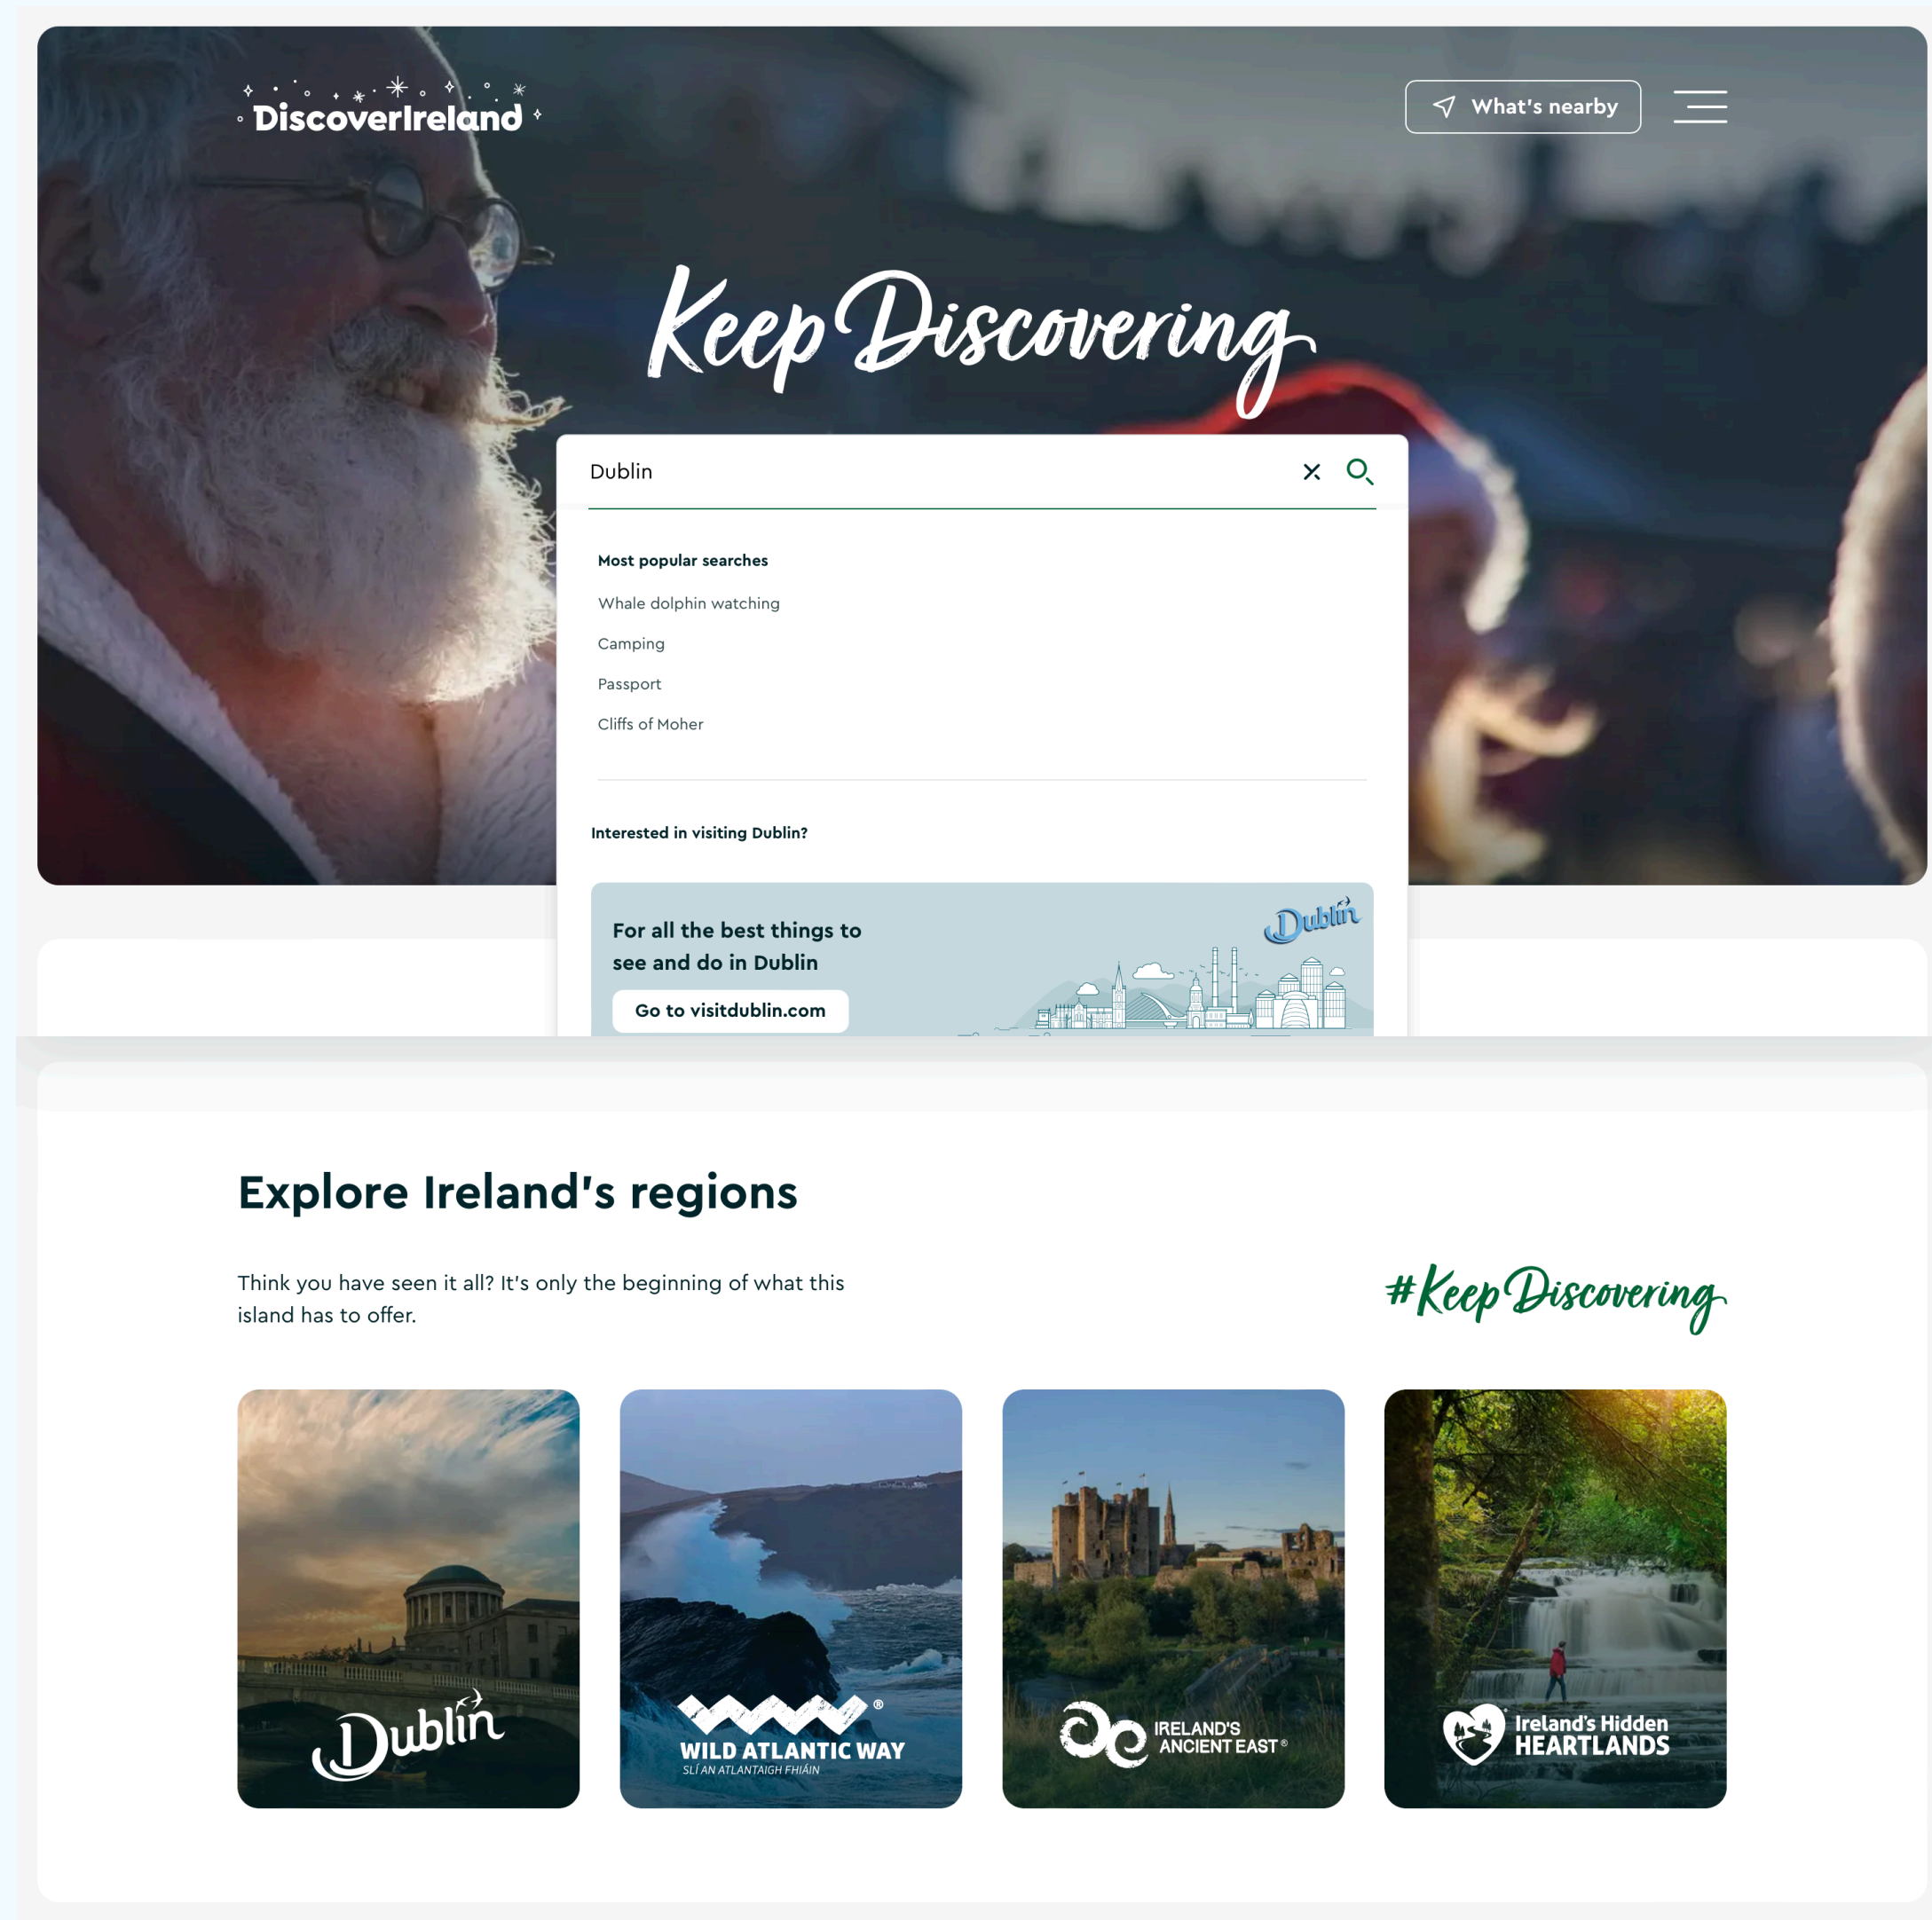 DiscoverIreland
What's nearby
Keep Discovering
Dublin
Most popular searches
Whale dolphin watching
Camping
Passport
Cliffs of Moher
Interested in visiting Dublin?
Dublin
For all the best things to
see and do in Dublin
Go to visitdublin.com
Explore Ireland's regions
Think you have seen it all? It's only the beginning of what this
island has to offer.
#KeepDiscovering
Dublin
®
WILD ATLANTIC WAY
SLÍ AN ATLANTAIGH FHIÁIN
IRELAND'S
ANCIENT EAST®
Ireland's Hidden
HEARTLANDS